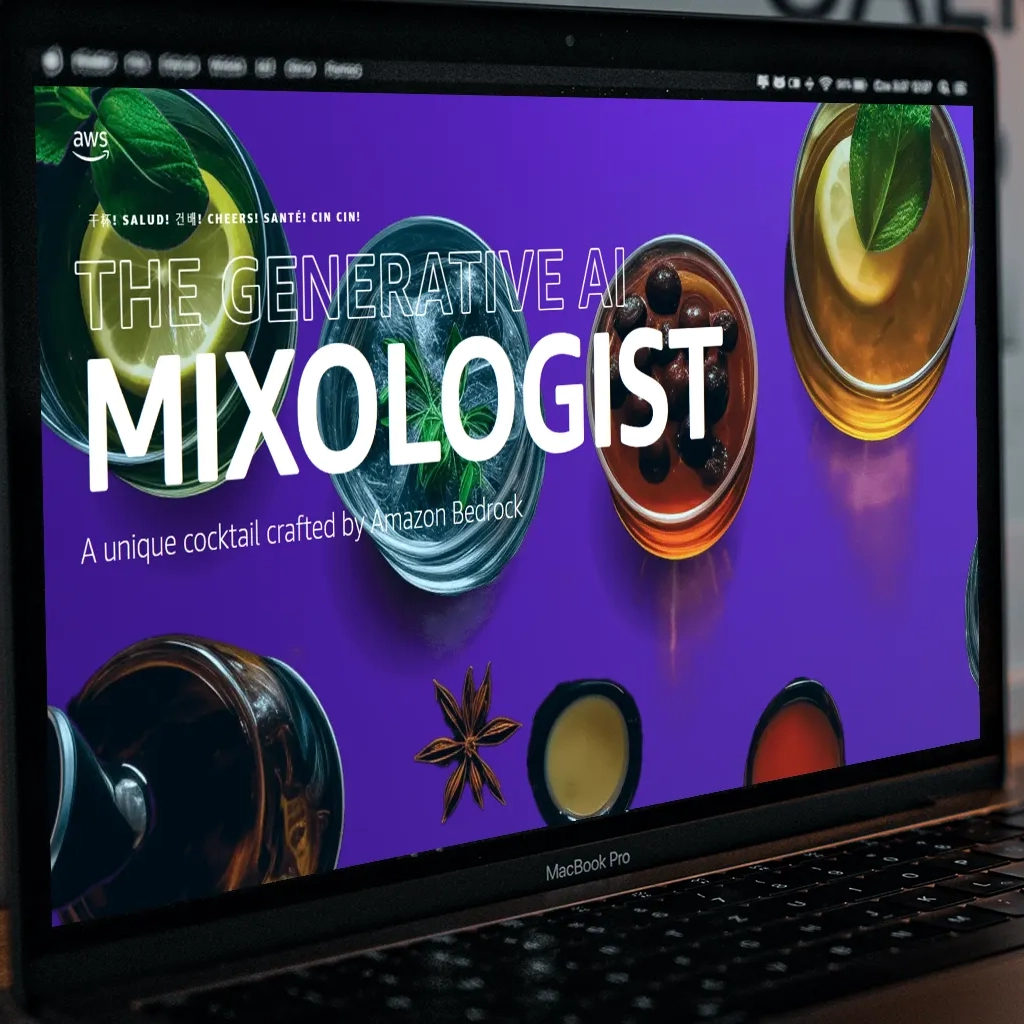 aws
干杯! SALUD! 건배! CHEERS! SANTÉ! CIN CIN!
THE GENERATIVE AI
MIXOLOGIST
A unique cocktail crafted by Amazon Bedrock
MacBook Pro